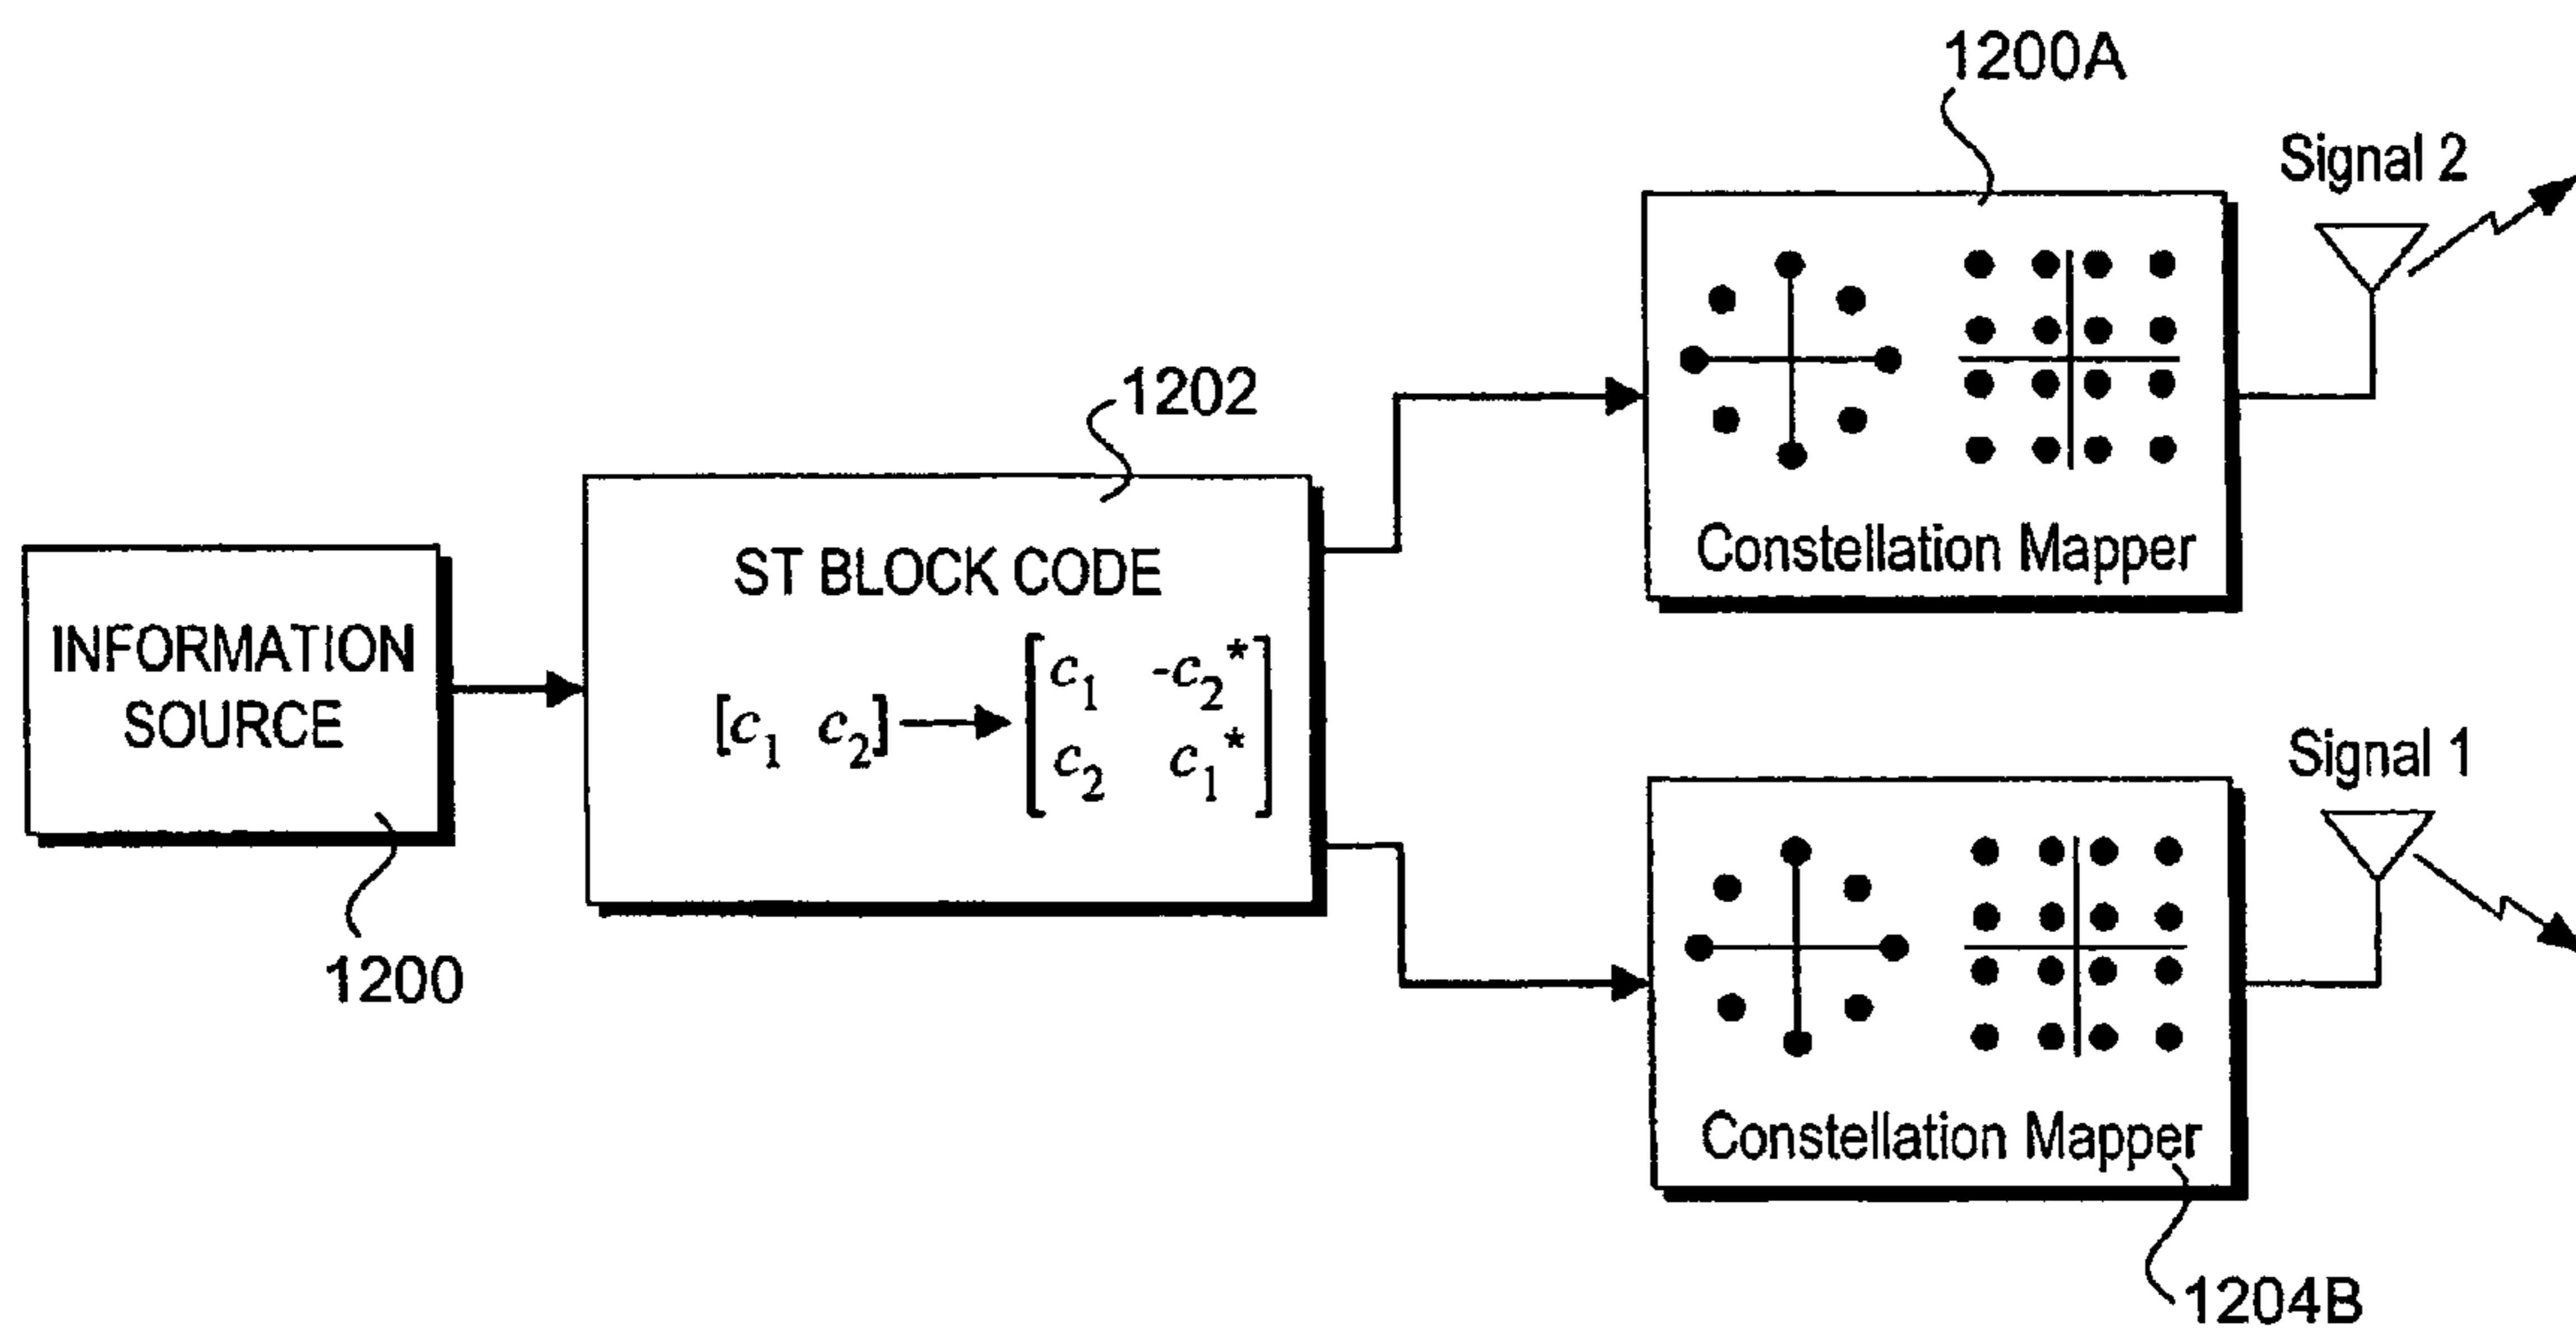 1200A
Signal 2
1202
Constellation Mapper
ST BLOCK CODE
INFORMATION
SOURCE
[c₁ c₂] → [c₁ -c₂*
c₂ c₁*]
Signal 1
1200
Constellation Mapper
1204B